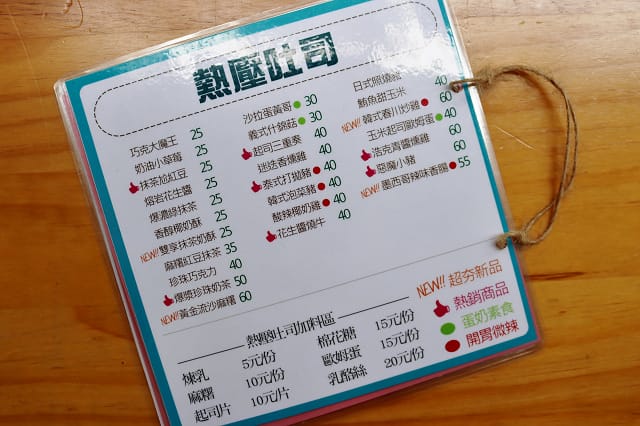 熱壓吐司
巧克大魔王 25
奶油小草莓 25
抹茶尬紅豆 25
熔岩花生醬 25
爆濃綠抹茶 25
香醇椰奶酥 25
NEW!! 雙享抹茶奶酥 25
麻糬紅豆抹茶 35
珍珠巧克力 40
爆漿珍珠奶茶 50
NEW!! 黃金流沙麻糬 60
沙拉蛋黃哥 30
義式什錦菇 30
起司三重奏 40
迷迭香燻雞 40
泰式打拋豬 40
韓式泡菜豬 40
酸辣椰奶雞 40
花生醬燒牛 40
日式照燒雞 40
鮪魚甜玉米 40
NEW!! 韓式春川炒雞 60
玉米起司歐姆蛋 40
浩克青醬燻雞 60
惡魔小豬 60
NEW!! 墨西哥辣味香腸 55
熱壓吐司加料區
煉乳 5元/份
麻糬 10元/份
起司片 10元/片
棉花糖 15元/份
歐姆蛋 15元/份
乳酪絲 20元/份
NEW!! 超夯新品
熱銷商品
蛋奶素食
開胃微辣